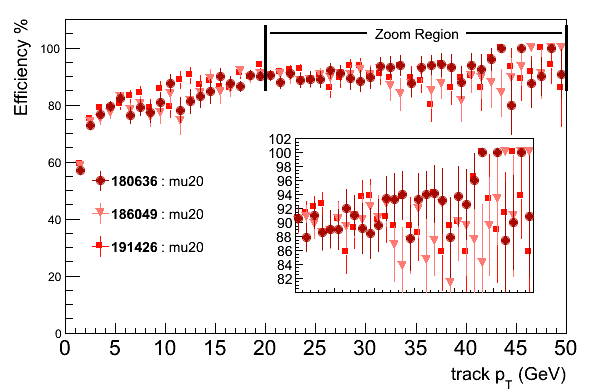 Efficiency %
100
80
60
40
20
0
Zoom Region
102
100
98
96
94
92
90
88
86
84
82
180636 : mu20
186049 : mu20
191426 : mu20
0 5 10 15 20 25 30 35 40 45 50
track pT (GeV)